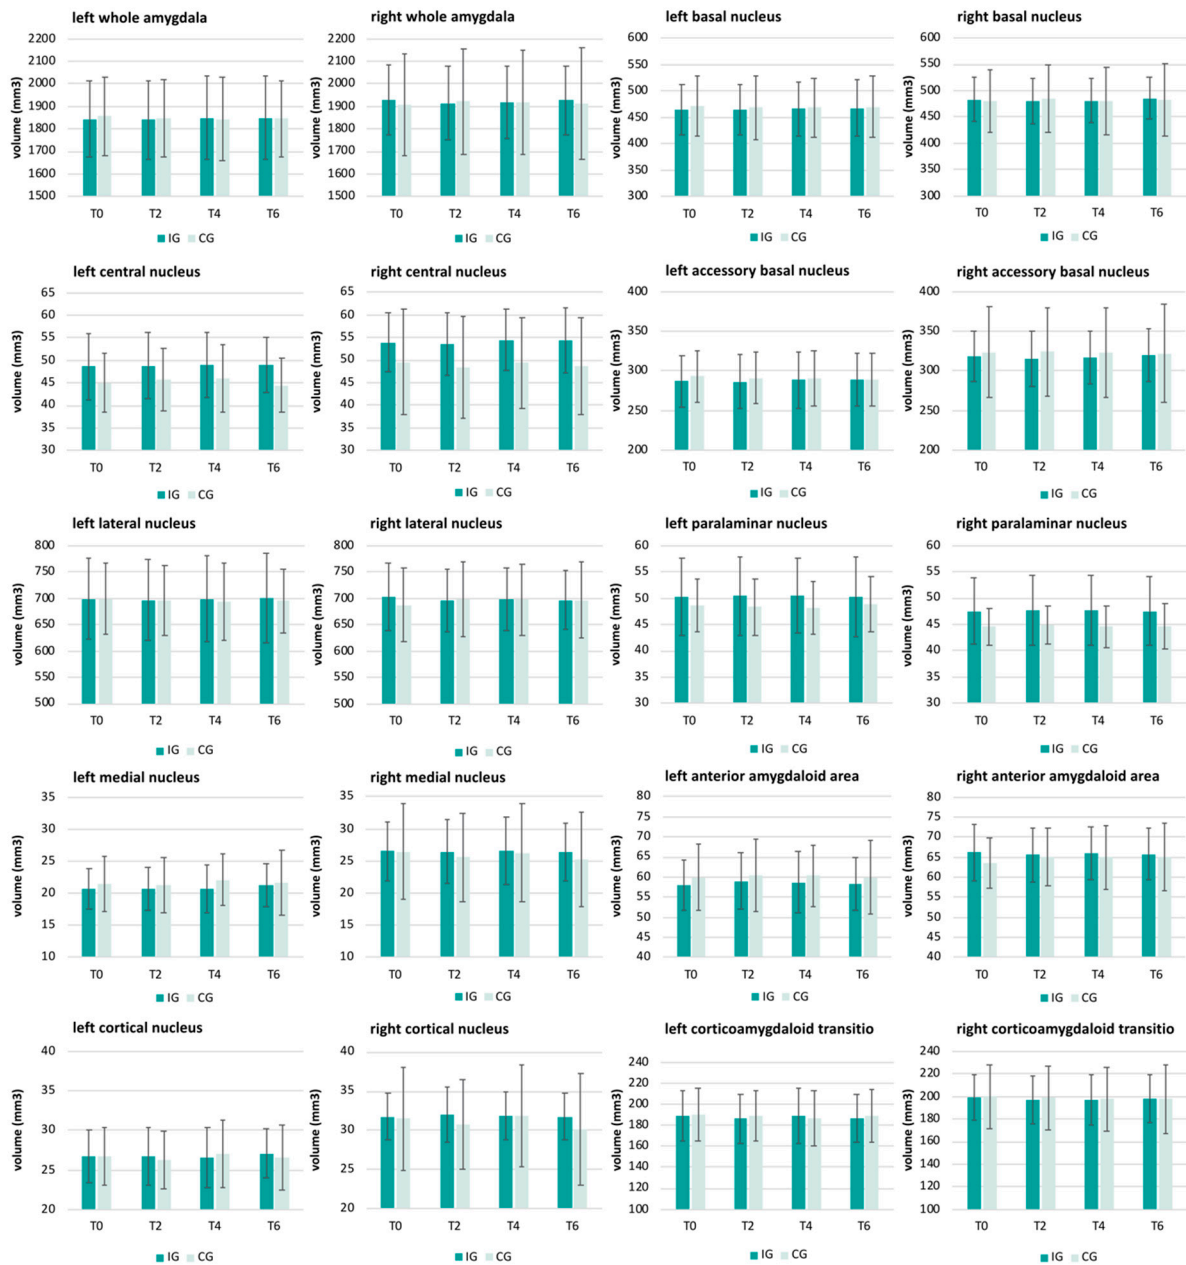 left whole amygdala
volume (mm3)
2200
2100
2000
1900
1800
1700
1600
1500
T0 T2 T4 T6
IG CG
right whole amygdala
volume (mm3)
2200
2100
2000
1900
1800
1700
1600
1500
T0 T2 T4 T6
IG CG
left basal nucleus
volume (mm3)
600
550
500
450
400
350
300
T0 T2 T4 T6
IG CG
right basal nucleus
volume (mm3)
600
550
500
450
400
350
300
T0 T2 T4 T6
IG CG
left central nucleus
volume (mm3)
65
60
55
50
45
40
35
30
T0 T2 T4 T6
IG CG
right central nucleus
volume (mm3)
65
60
55
50
45
40
35
30
T0 T2 T4 T6
IG CG
left accessory basal nucleus
volume (mm3)
400
350
300
250
200
T0 T2 T4 T6
IG CG
right accessory basal nucleus
volume (mm3)
400
350
300
250
200
T0 T2 T4 T6
IG CG
left lateral nucleus
volume (mm3)
800
750
700
650
600
550
500
T0 T2 T4 T6
IG CG
right lateral nucleus
volume (mm3)
800
750
700
650
600
550
500
T0 T2 T4 T6
IG CG
left paralaminar nucleus
volume (mm3)
60
55
50
45
40
35
30
T0 T2 T4 T6
IG CG
right paralaminar nucleus
volume (mm3)
60
55
50
45
40
35
30
T0 T2 T4 T6
IG CG
left medial nucleus
volume (mm3)
35
30
25
20
15
10
T0 T2 T4 T6
IG CG
right medial nucleus
volume (mm3)
35
30
25
20
15
10
T0 T2 T4 T6
IG CG
left anterior amygdaloid area
volume (mm3)
80
75
70
65
60
55
50
45
40
T0 T2 T4 T6
IG CG
right anterior amygdaloid area
volume (mm3)
80
75
70
65
60
55
50
45
40
T0 T2 T4 T6
IG CG
left cortical nucleus
volume (mm3)
40
35
30
25
20
T0 T2 T4 T6
IG CG
right cortical nucleus
volume (mm3)
40
35
30
25
20
T0 T2 T4 T6
IG CG
left corticoamygdaloid transitio
volume (mm3)
240
220
200
180
160
140
120
100
T0 T2 T4 T6
IG CG
right corticoamygdaloid transitio
volume (mm3)
240
220
200
180
160
140
120
100
T0 T2 T4 T6
IG CG